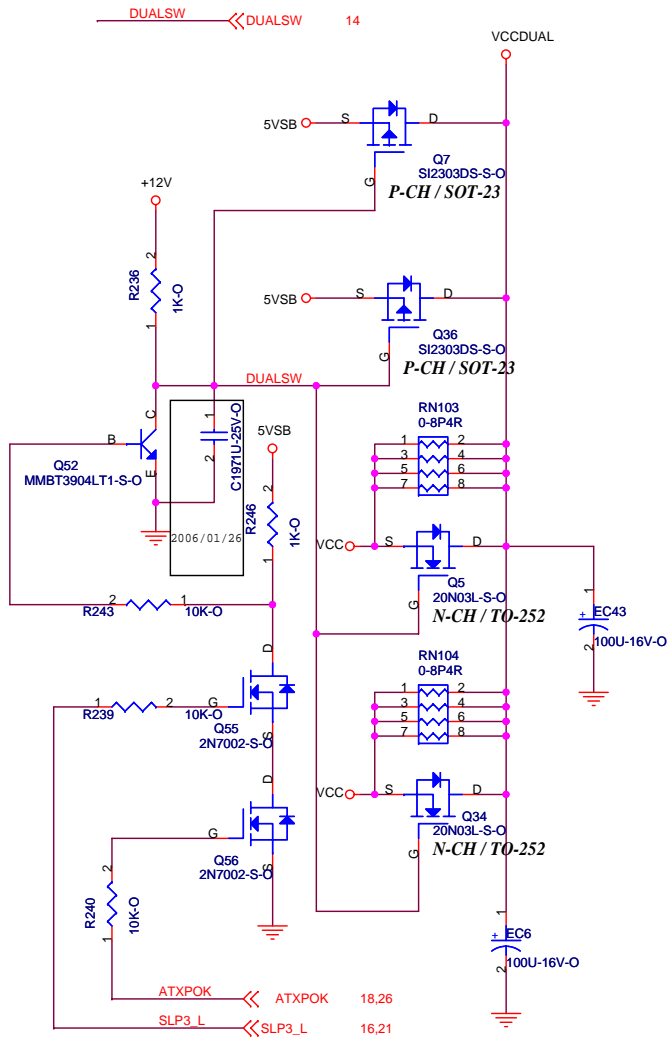 DUALSW
DUALSW 14
VCCDUAL
5VSB
S
D
G
Q7
SI2303DS-S-O
P-CH / SOT-23
+12V
2
R236
1K-O
1
5VSB
S
D
G
Q36
SI2303DS-S-O
P-CH / SOT-23
DUALSW
C
B
E
Q52
MMBT3904LT1-S-O
1
2
C1971U-25V-O
2006/01/26
5VSB
2
R246
1K-O
1
RN103
0-8P4R
1 2
3 4
5 6
7 8
VCC
S
D
G
Q5
20N03L-S-O
N-CH / TO-252
1
+
EC43
100U-16V-O
2
2
1
R243
10K-O
RN104
0-8P4R
1 2
3 4
5 6
7 8
D
1
2
G
R239
10K-O
Q55
2N7002-S-O
S
D
G
Q56
2N7002-S-O
S
VCC
S
D
G
Q34
20N03L-S-O
N-CH / TO-252
2
R240
10K-O
1
1
+
EC6
100U-16V-O
2
ATXPOK
ATXPOK 18,26
SLP3_L
SLP3_L 16,21